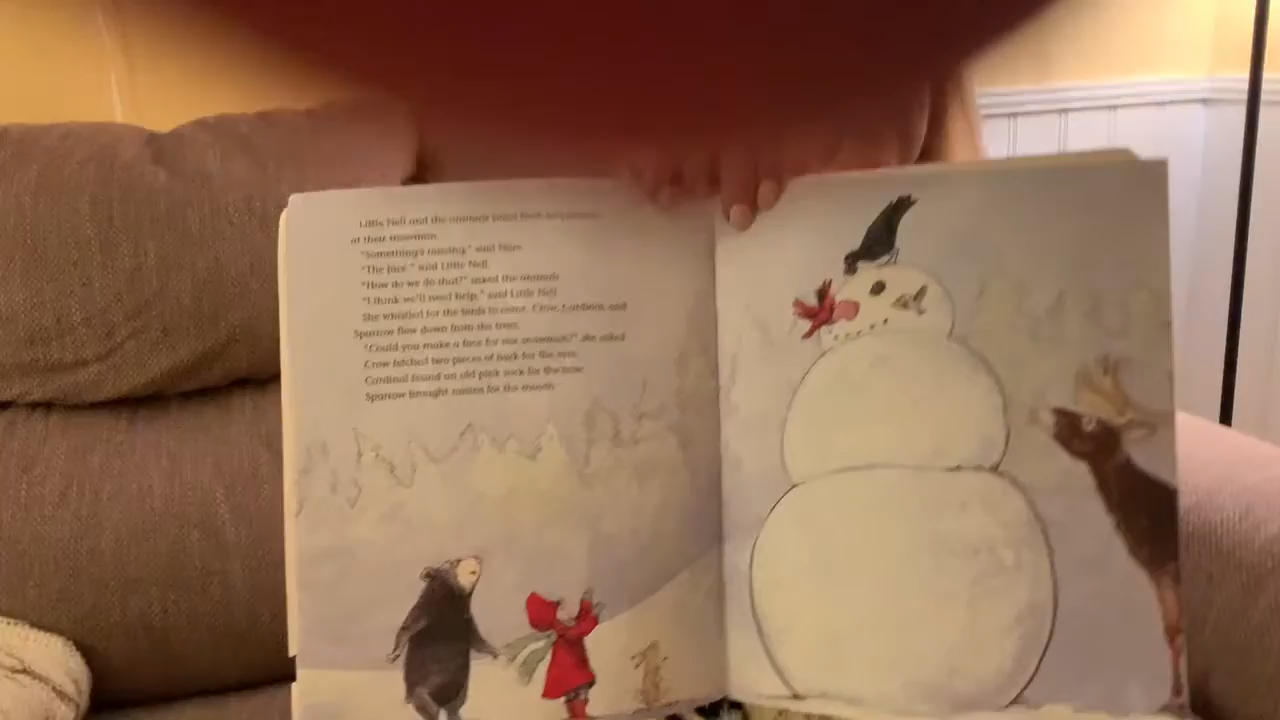 Little Nell and the animals
at their snowman.
"Something's missing," said Hare.
"The face," said Little Nell.
"How do we do that?" asked the animals.
"I think we'll need help," said Little Nell.
She whistled for the birds to come. Crow, Cardinal, and
Sparrow flew down from the trees.
"Could you make a face for our snowman?" she asked.
Crow fetched two pieces of bark for the eyes.
Cardinal found an old pink sock for the nose.
Sparrow brought raisins for the mouth.